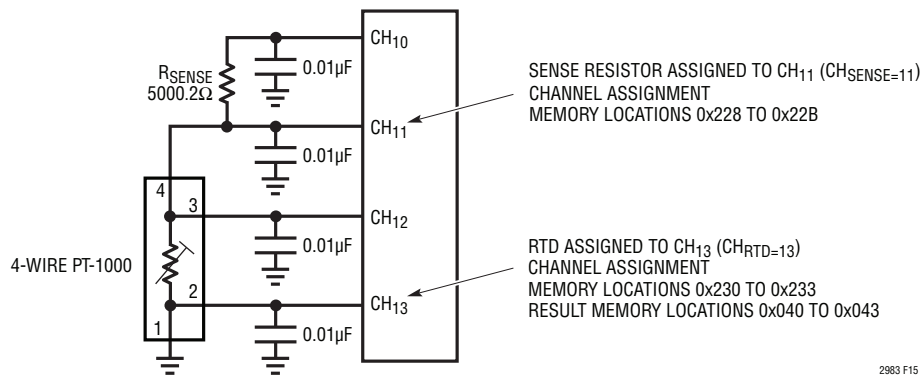 CH10
0.01µF
RSENSE
5000.2Ω
CH11
0.01µF
SENSE RESISTOR ASSIGNED TO CH11 (CHSENSE=11)
CHANNEL ASSIGNMENT
MEMORY LOCATIONS 0x228 TO 0x22B
4
3
CH12
0.01µF
4-WIRE PT-1000
2
CH13
1
0.01µF
RTD ASSIGNED TO CH13 (CHRTD=13)
CHANNEL ASSIGNMENT
MEMORY LOCATIONS 0x230 TO 0x233
RESULT MEMORY LOCATIONS 0x040 TO 0x043
2983 F15